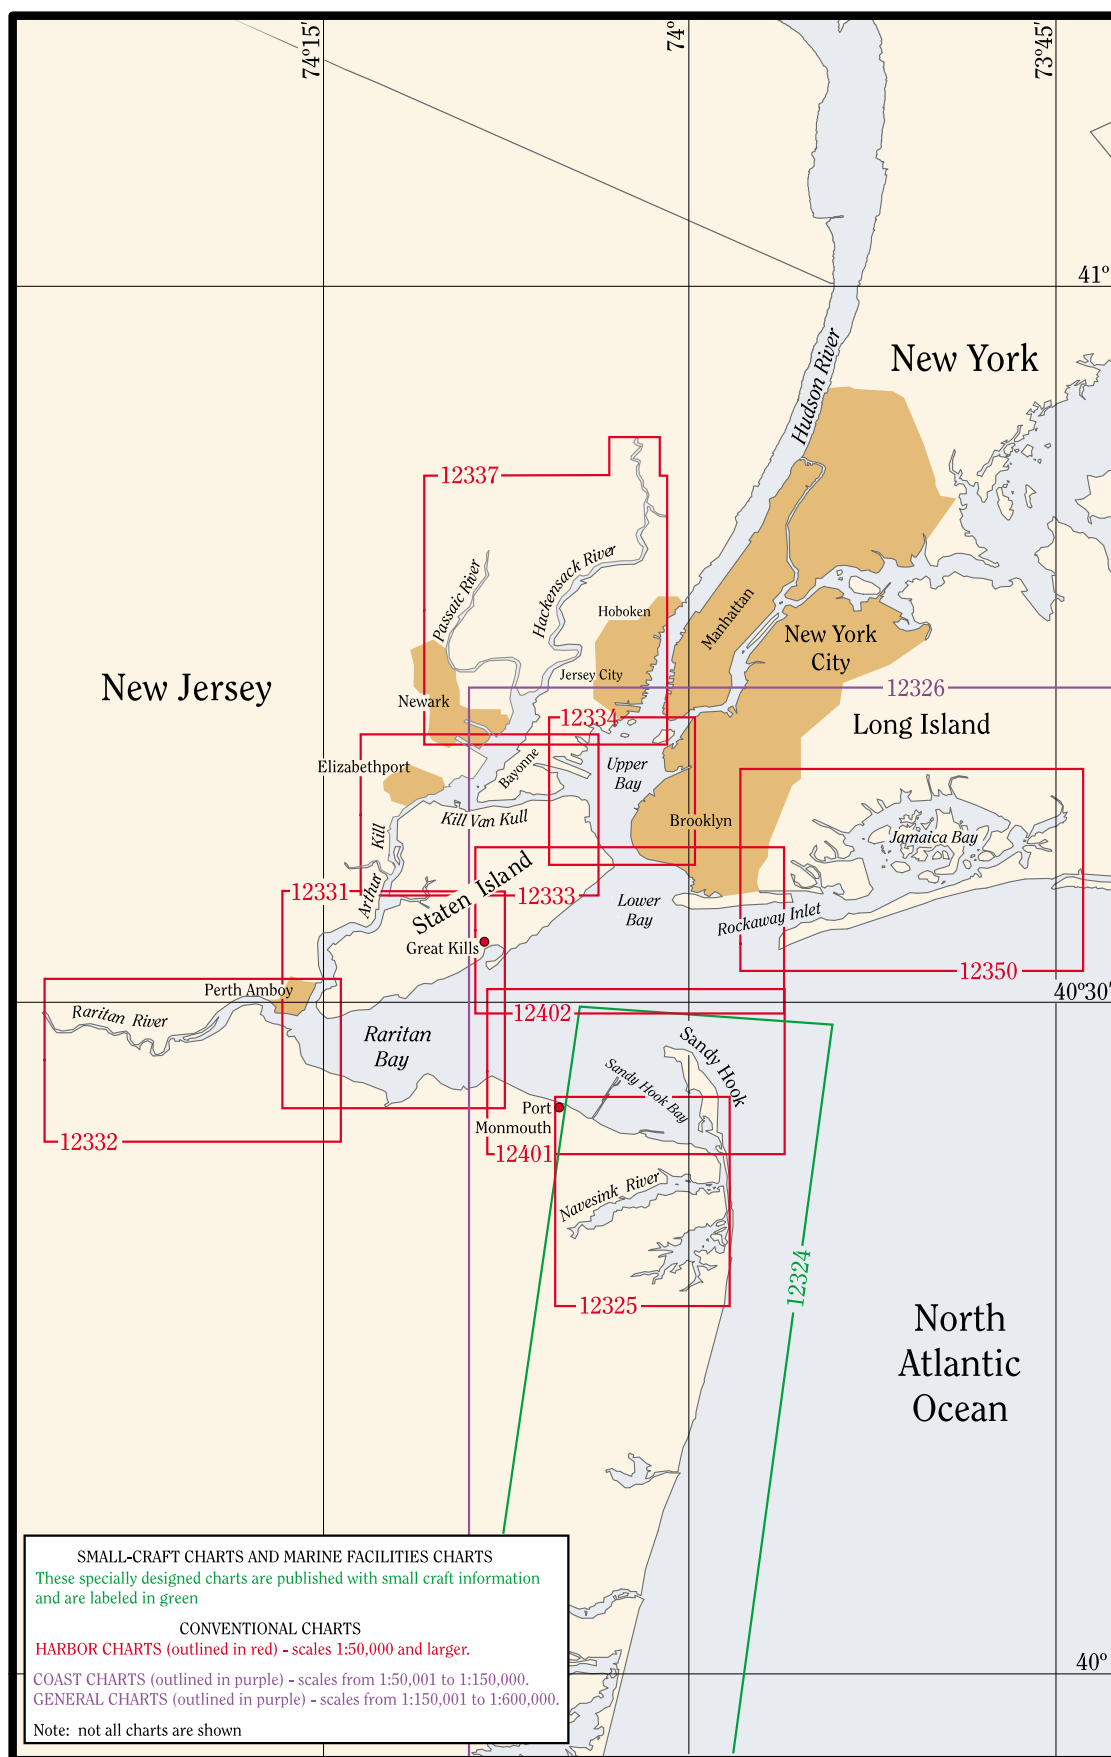 74°15'
74°
73°45'
41°
New York
Hudson River
12337
Passaic River
Hackensack River
Hoboken
Manhattan
New York
City
Jersey City
New Jersey
12326
Newark
12334
Long Island
Elizabethport
Bayonne
Upper
Bay
Kill Van Kull
Brooklyn
Jamaica Bay
Arthur Kill
Staten Island
12331
12333
Lower
Bay
Rockaway Inlet
Great Kills
12350
Perth Amboy
40°30'
Raritan River
12402
Raritan
Bay
Sandy Hook
Sandy Hook Bay
Port
Monmouth
12332
12401
Navesink River
12324
12325
North
Atlantic
Ocean
SMALL-CRAFT CHARTS AND MARINE FACILITIES CHARTS
These specially designed charts are published with small craft information
and are labeled in green
CONVENTIONAL CHARTS
HARBOR CHARTS (outlined in red) - scales 1:50,000 and larger.
COAST CHARTS (outlined in purple) - scales from 1:50,001 to 1:150,000.
GENERAL CHARTS (outlined in purple) - scales from 1:150,001 to 1:600,000.
Note: not all charts are shown
40°